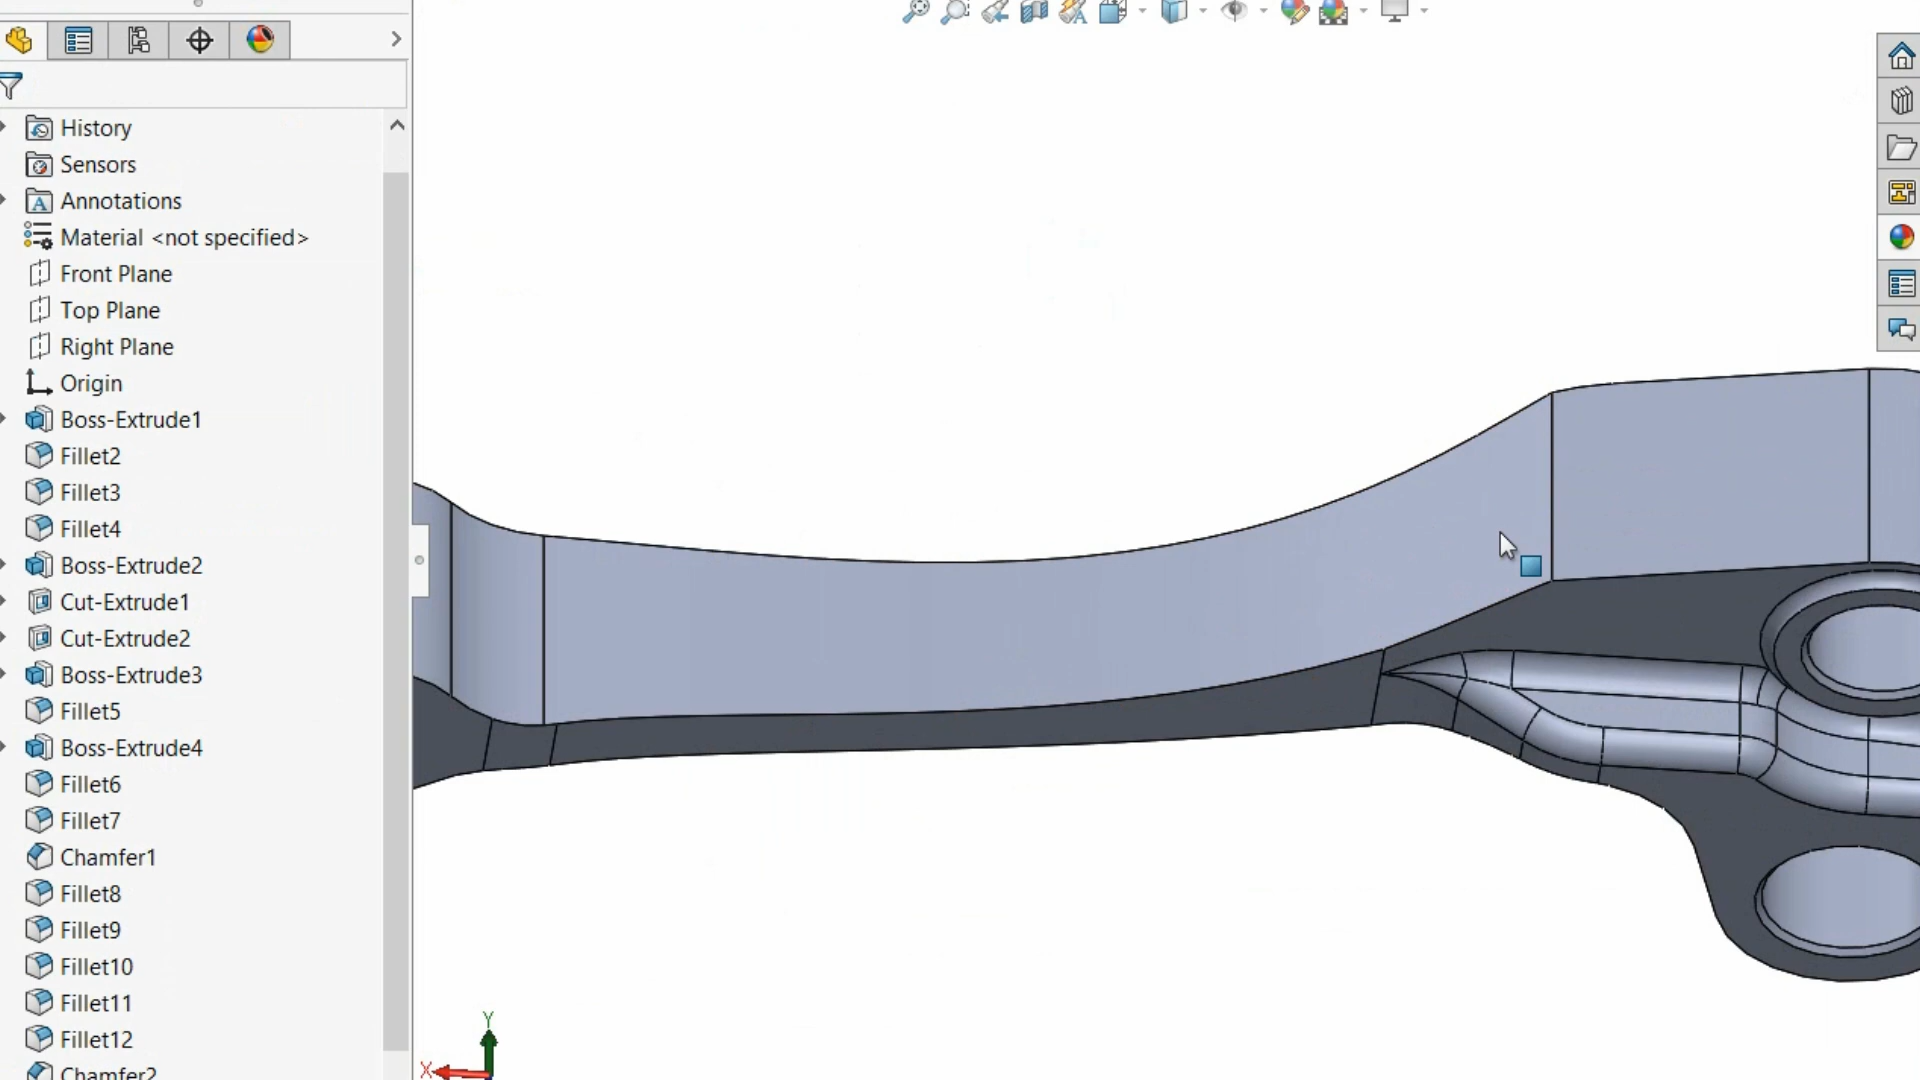 History
Sensors
Annotations
Material <not specified>
Front Plane
Top Plane
Right Plane
Origin
Boss-Extrude1
Fillet2
Fillet3
Fillet4
Boss-Extrude2
Cut-Extrude1
Cut-Extrude2
Boss-Extrude3
Fillet5
Boss-Extrude4
Fillet6
Fillet7
Chamfer1
Fillet8
Fillet9
Fillet10
Fillet11
Fillet12
Chamfer2
Y
X